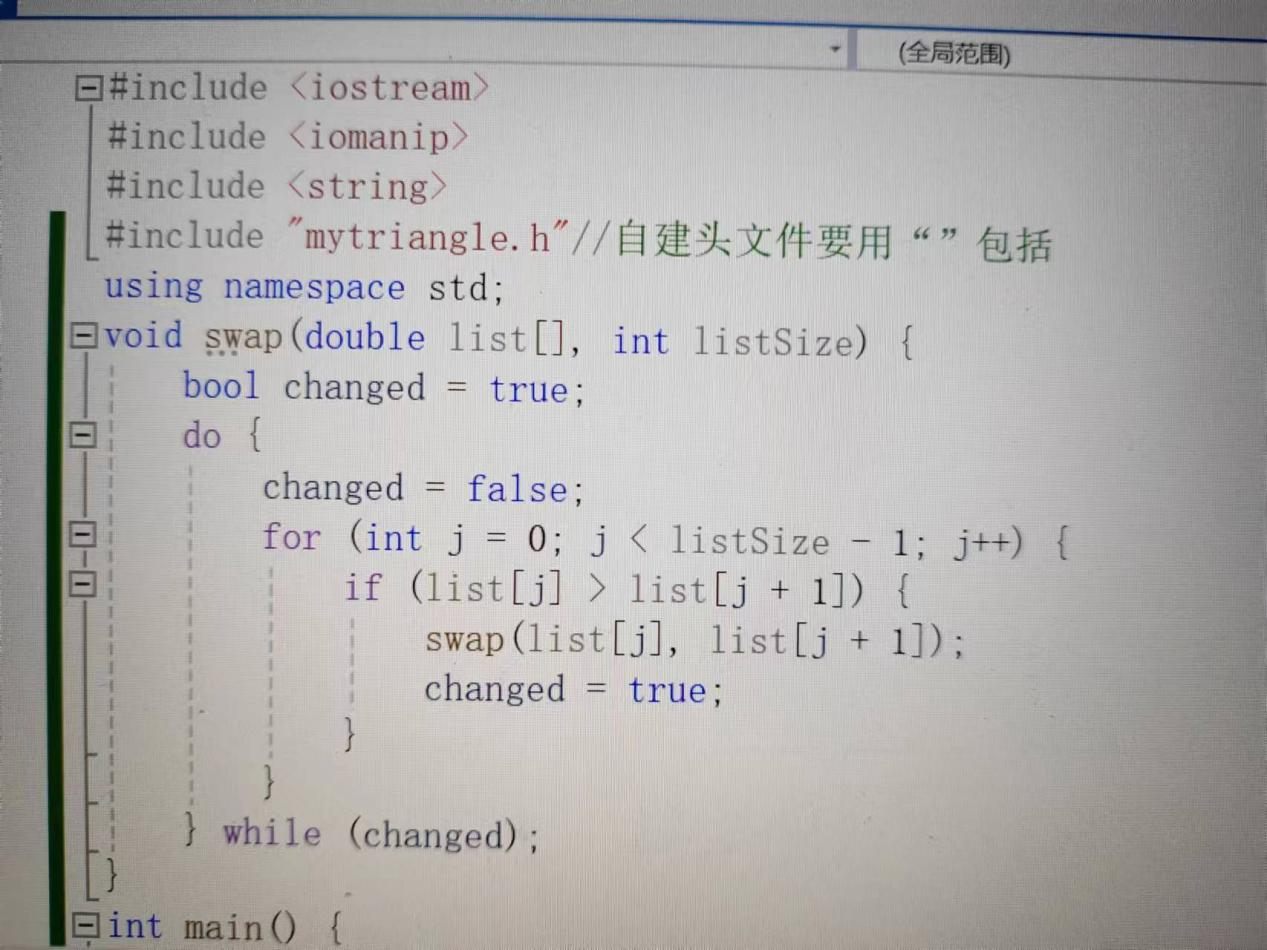 (全局范围)
#include <iostream>
#include <iomanip>
#include <string>
#include "mytriangle.h"//自建头文件要用“”包括
using namespace std;
void swap(double list[], int listSize) {
bool changed = true;
do {
changed = false;
for (int j = 0; j < listSize - 1; j++) {
if (list[j] > list[j + 1]) {
swap(list[j], list[j + 1]);
changed = true;
}
}
} while (changed);
}
int main() {